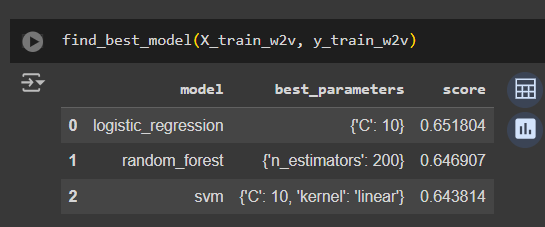 find_best_model(X_train_w2v, y_train_w2v)
model best_parameters score
0 logistic_regression {'C': 10} 0.651804
1 random_forest {'n_estimators': 200} 0.646907
2 svm {'C': 10, 'kernel': 'linear'} 0.643814